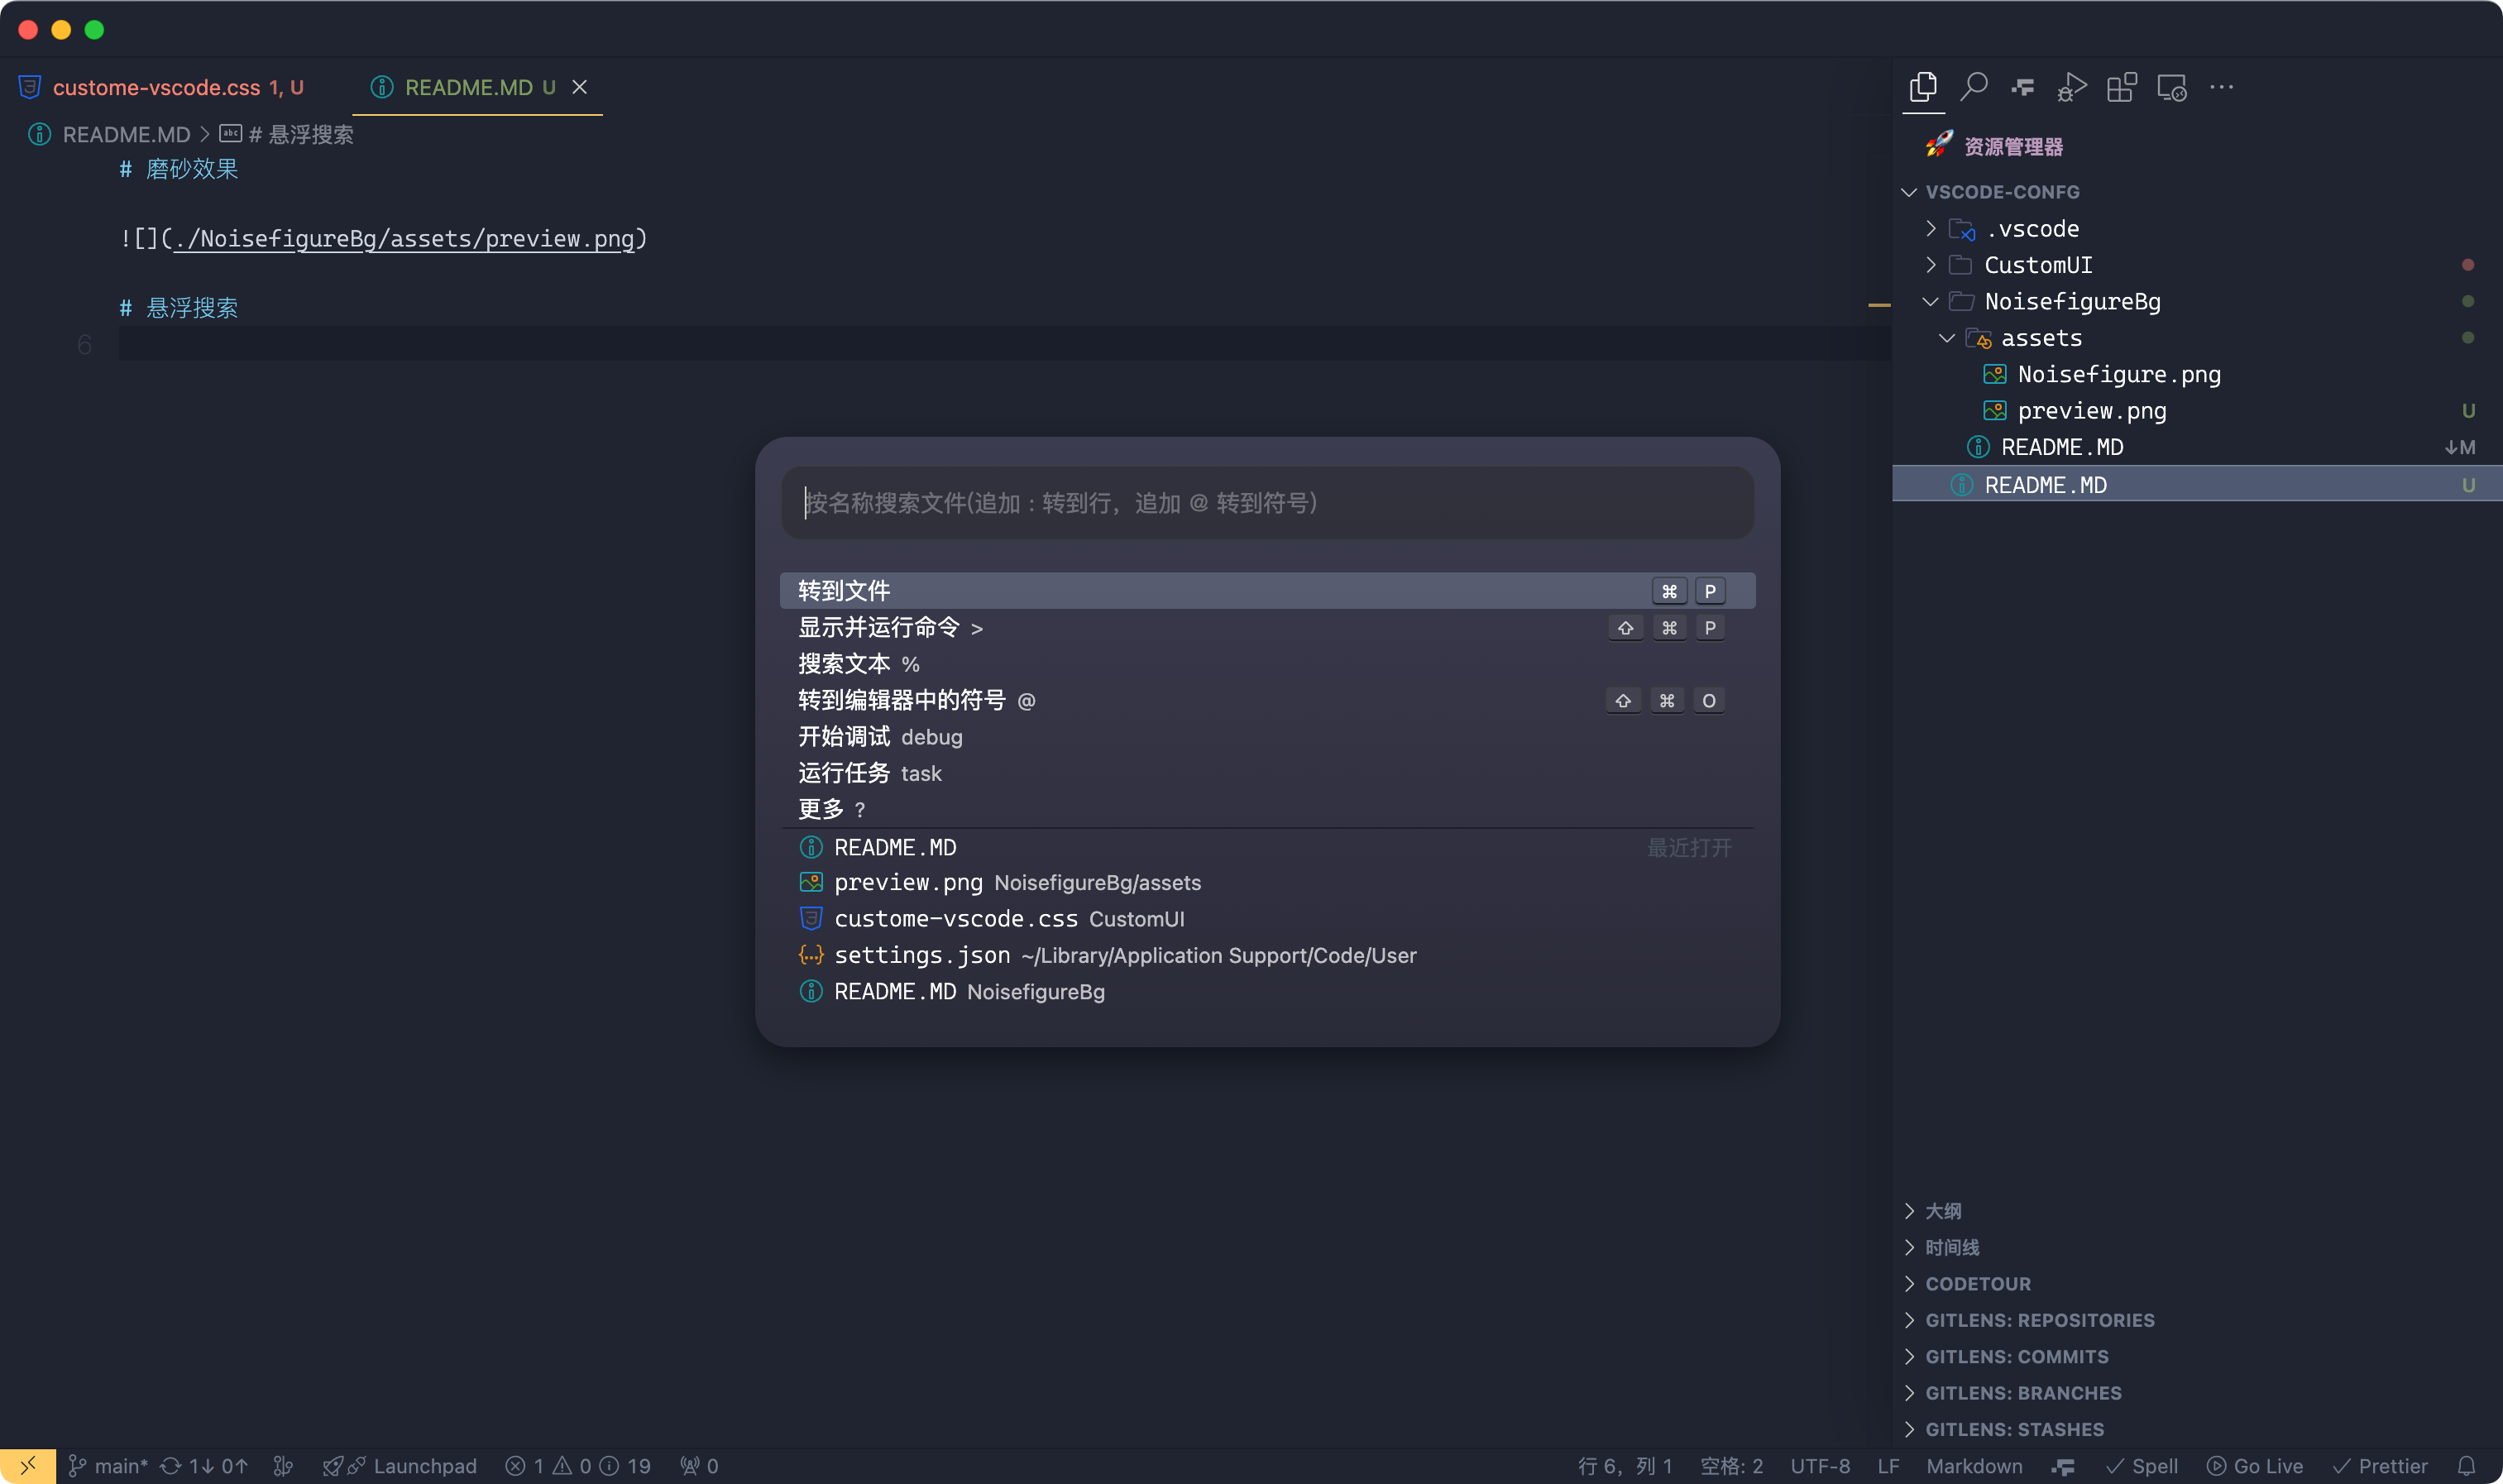 custome-vscode.css 1, U
README.MD U
README.MD > # 悬浮搜索
# 磨砂效果
![](./NoisefigureBg/assets/preview.png)
# 悬浮搜索
6
按名称搜索文件(追加 : 转到行，追加 @ 转到符号)
转到文件 ⌘ P
显示并运行命令 > ⇧ ⌘ P
搜索文本 %
转到编辑器中的符号 @ ⇧ ⌘ O
开始调试 debug
运行任务 task
更多 ?
README.MD 最近打开
preview.png NoisefigureBg/assets
custome-vscode.css CustomUI
settings.json ~/Library/Application Support/Code/User
README.MD NoisefigureBg
资源管理器
VSCODE-CONFG
.vscode
CustomUI
NoisefigureBg
assets
Noisefigure.png
preview.png U
README.MD ↓M
README.MD U
大纲
时间线
CODETOUR
GITLENS: REPOSITORIES
GITLENS: COMMITS
GITLENS: BRANCHES
GITLENS: STASHES
main* 1↓ 0↑ Launchpad 1 0 19 0 行 6，列 1 空格: 2 UTF-8 LF Markdown Spell Go Live Prettier